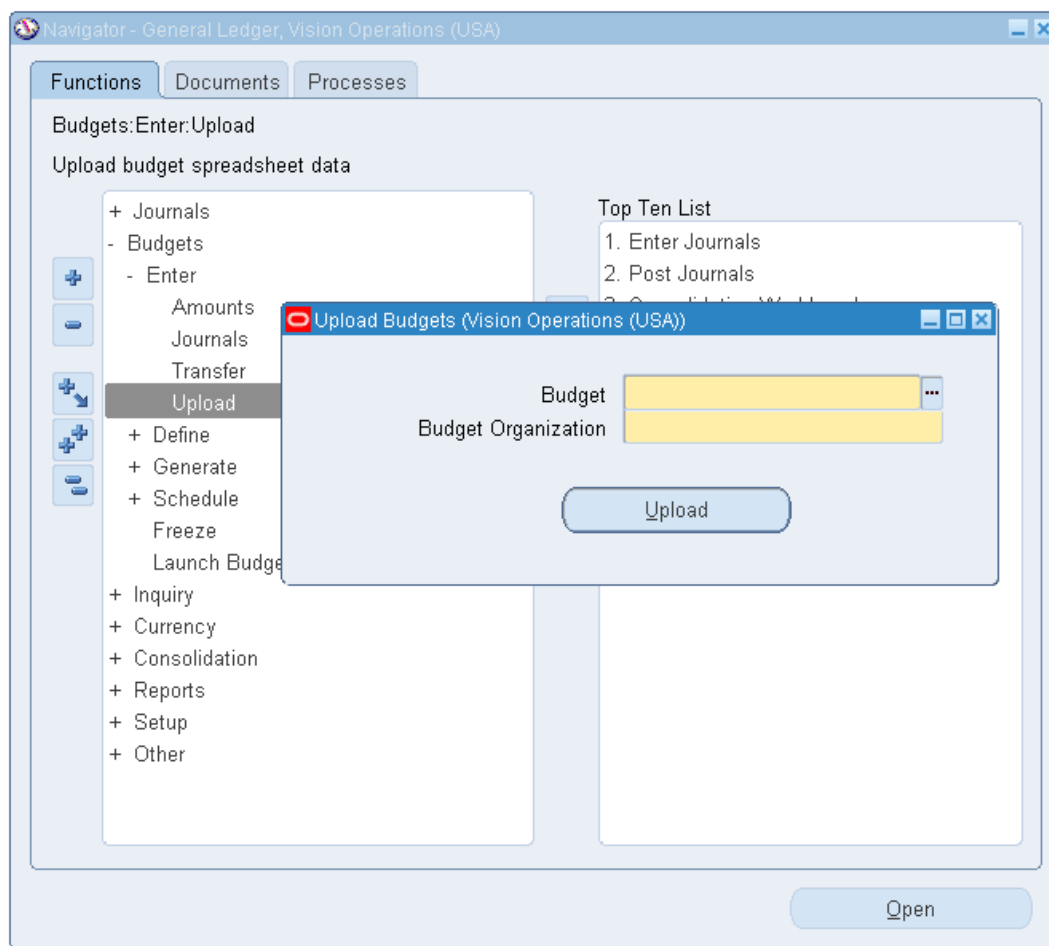 Navigator - General Ledger, Vision Operations (USA)
Functions Documents Processes
Budgets:Enter:Upload
Upload budget spreadsheet data
+ Journals
- Budgets
- Enter
Amounts
Journals
Transfer
Upload
+ Define
+ Generate
+ Schedule
Freeze
Launch Budge
+ Inquiry
+ Currency
+ Consolidation
+ Reports
+ Setup
+ Other
Top Ten List
1. Enter Journals
2. Post Journals
Upload Budgets (Vision Operations (USA))
Budget
...
Budget Organization
Upload
Open